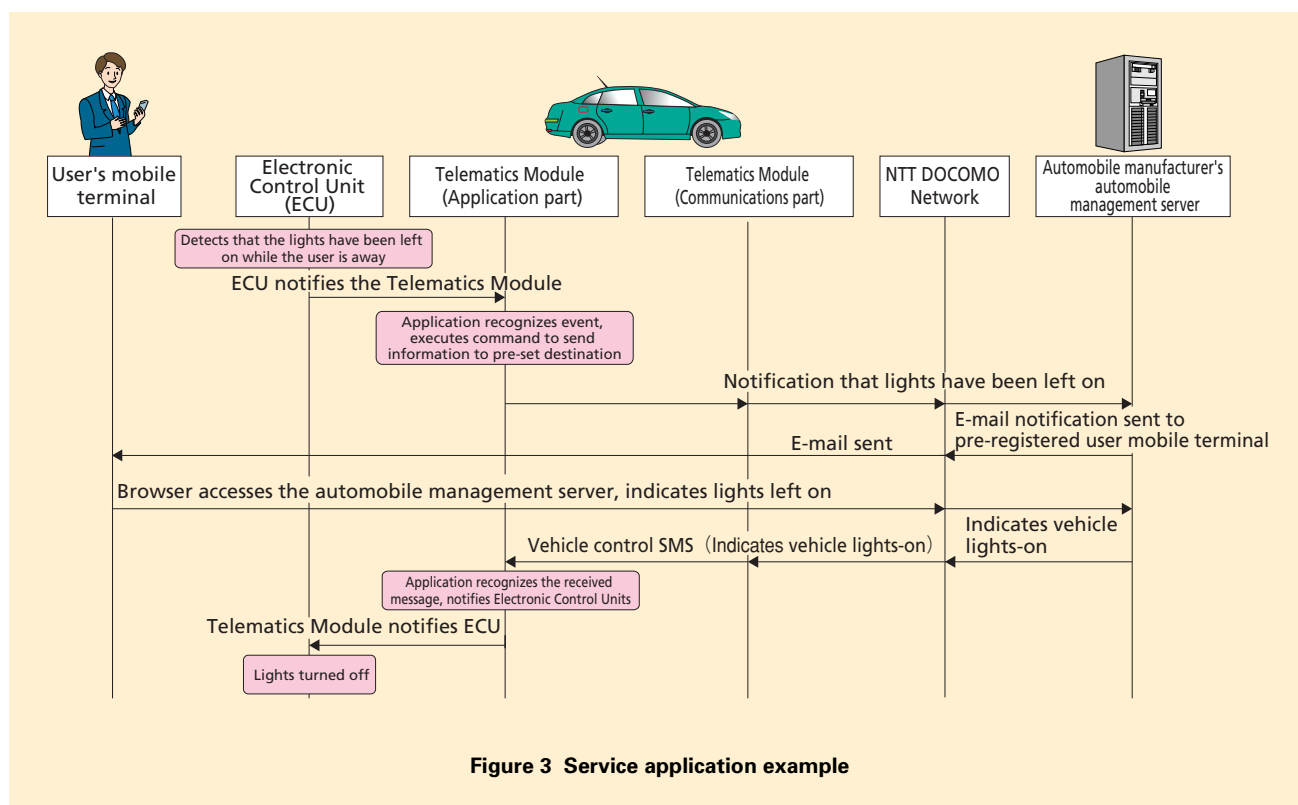 User's mobile
terminal
Electronic
Control Unit
(ECU)
Telematics Module
(Application part)
Telematics Module
(Communications part)
NTT DOCOMO
Network
Automobile manufacturer's
automobile
management server
Detects that the lights have been left
on while the user is away
ECU notifies the Telematics Module
Application recognizes event,
executes command to send
information to pre-set destination
Notification that lights have been left on
E-mail notification sent to
pre-registered user mobile terminal
E-mail sent
Browser accesses the automobile management server, indicates lights left on
Indicates vehicle
lights-on
Vehicle control SMS（Indicates vehicle lights-on）
Application recognizes the received
message, notifies Electronic Control Units
Telematics Module notifies ECU
Lights turned off
Figure 3 Service application example